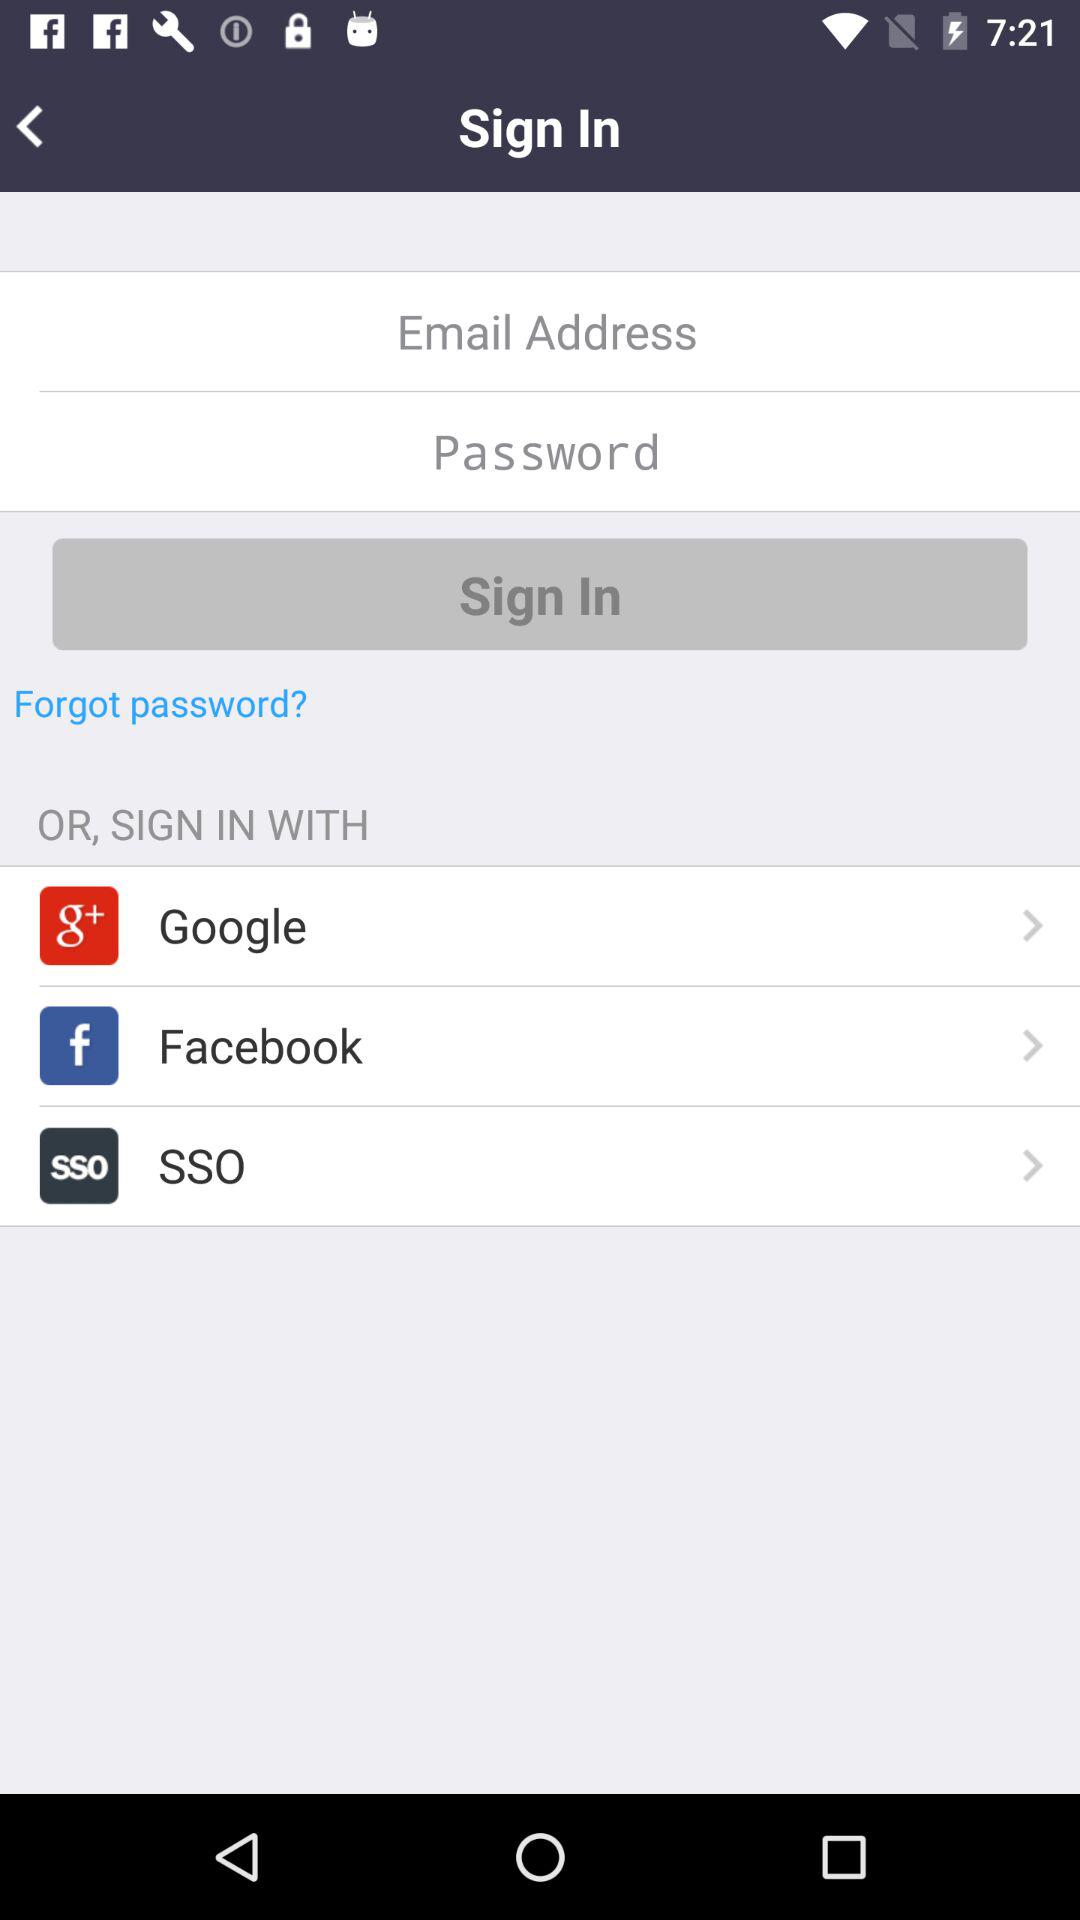 7:21
Sign In
Email Address
Password
Sign In
Forgot password?
OR, SIGN IN WITH
g+ Google
f Facebook
sso SSO